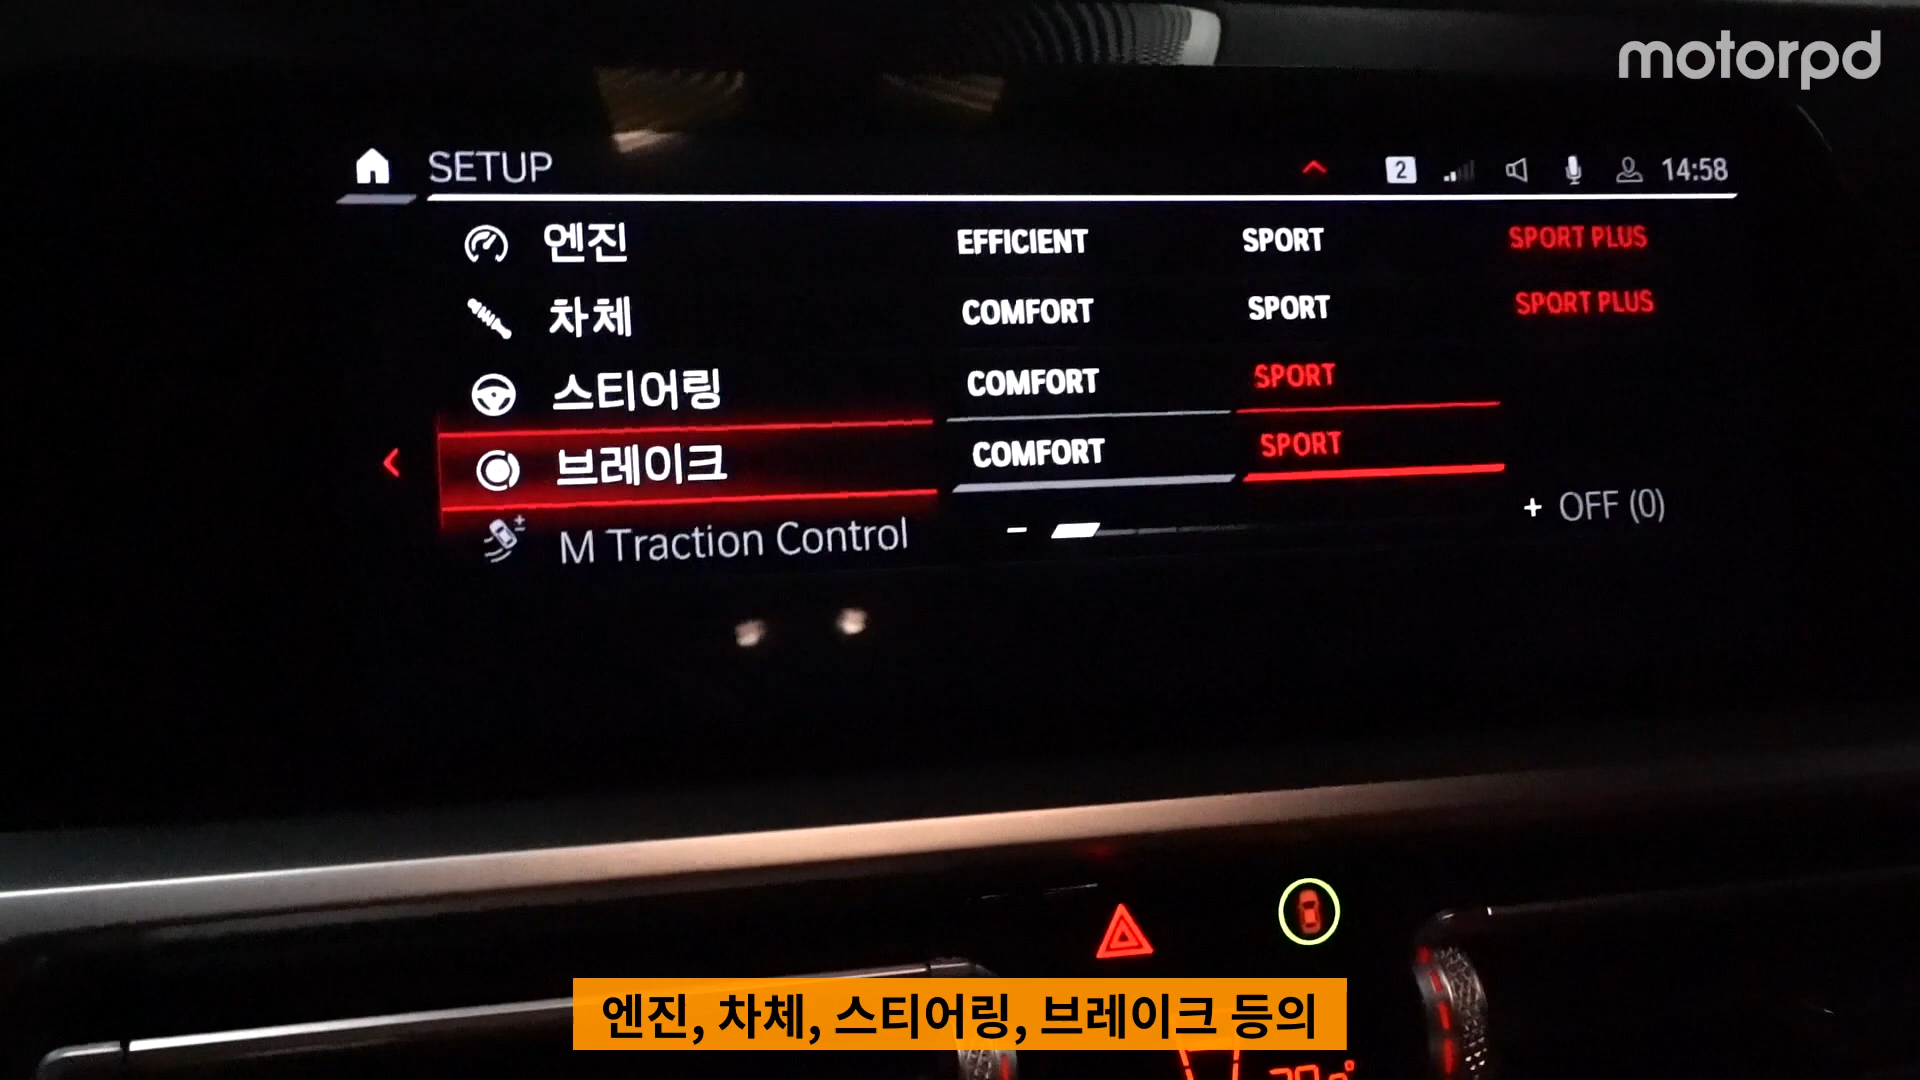 motorpd
SETUP
2
14:58
엔진 EFFICIENT SPORT SPORT PLUS
차체 COMFORT SPORT SPORT PLUS
스티어링 COMFORT SPORT
브레이크 COMFORT SPORT
M Traction Control − + OFF (0)
엔진, 차체, 스티어링, 브레이크 등의